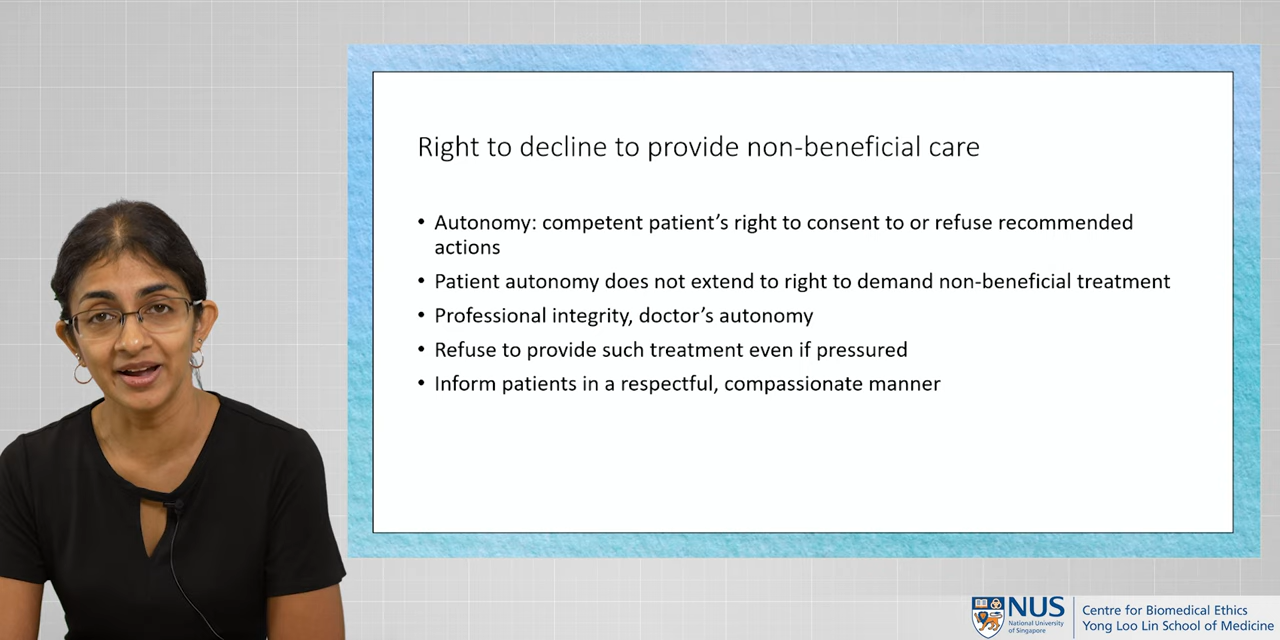 Right to decline to provide non-beneficial care
• Autonomy: competent patient's right to consent to or refuse recommended
actions
• Patient autonomy does not extend to right to demand non-beneficial treatment
• Professional integrity, doctor's autonomy
• Refuse to provide such treatment even if pressured
• Inform patients in a respectful, compassionate manner
NUS
National University
of Singapore
Centre for Biomedical Ethics
Yong Loo Lin School of Medicine